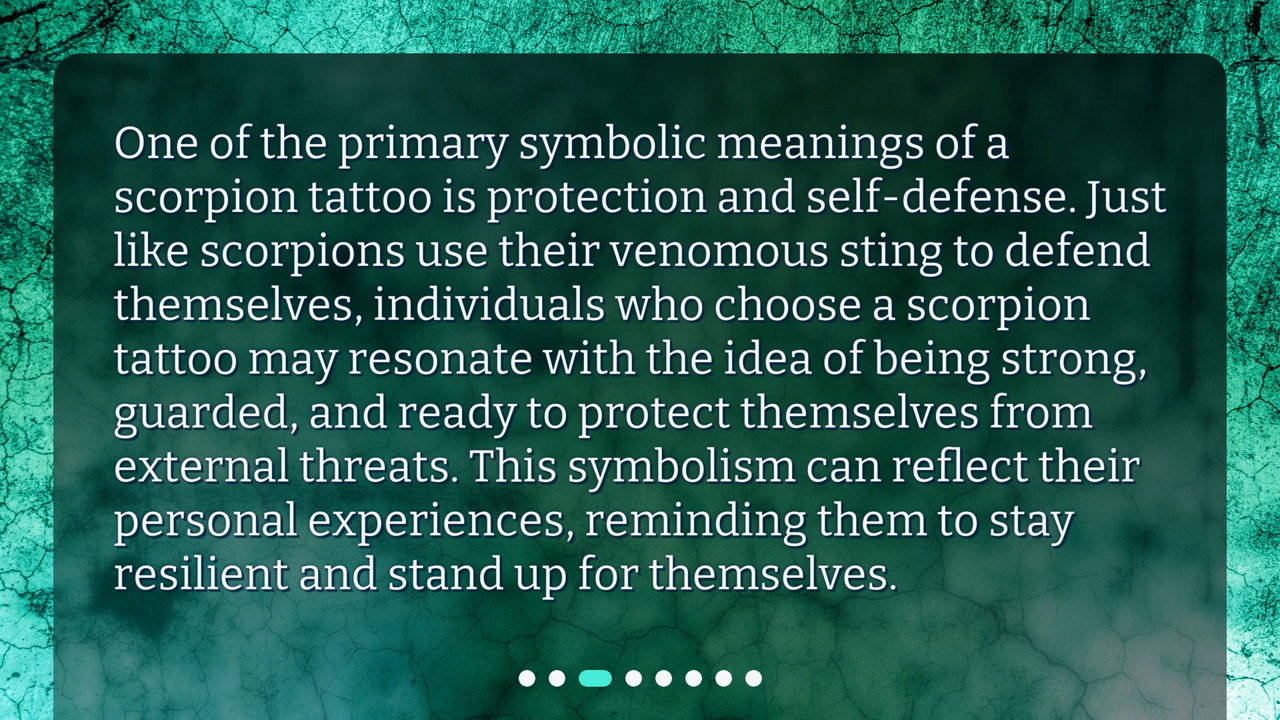 One of the primary symbolic meanings of a
scorpion tattoo is protection and self-defense. Just
like scorpions use their venomous sting to defend
themselves, individuals who choose a scorpion
tattoo may resonate with the idea of being strong,
guarded, and ready to protect themselves from
external threats. This symbolism can reflect their
personal experiences, reminding them to stay
resilient and stand up for themselves.